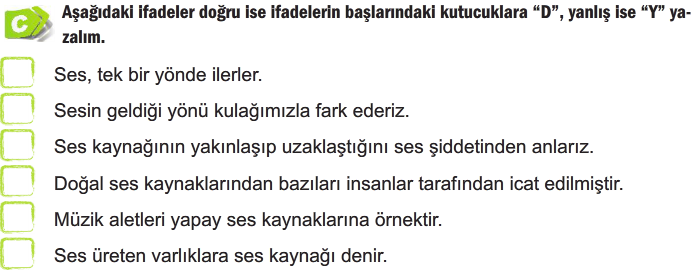 C
Aşağıdaki ifadeler doğru ise ifadelerin başlarındaki kutucuklara “D”, yanlış ise “Y” ya-
zalım.
Ses, tek bir yönde ilerler.
Sesin geldiği yönü kulağımızla fark ederiz.
Ses kaynağının yakınlaşıp uzaklaştığını ses şiddetinden anlarız.
Doğal ses kaynaklarından bazıları insanlar tarafından icat edilmiştir.
Müzik aletleri yapay ses kaynaklarına örnektir.
Ses üreten varlıklara ses kaynağı denir.